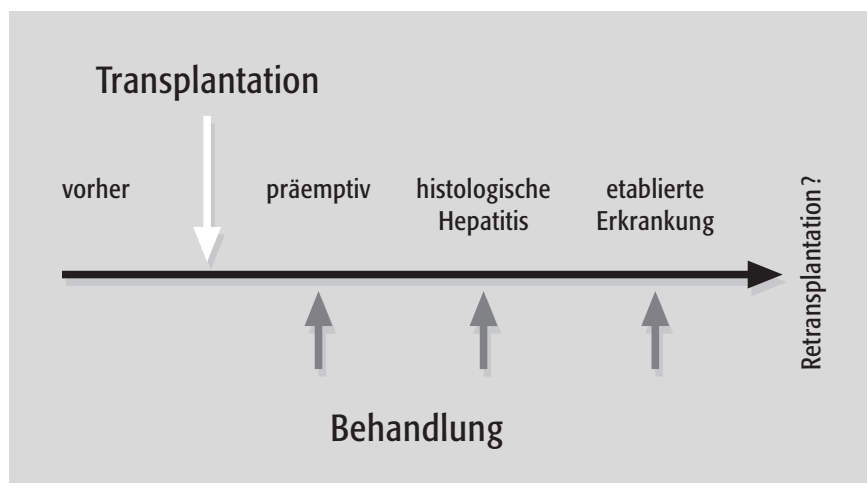 Transplantation
vorher
präemptiv
histologische
Hepatitis
etablierte
Erkrankung
Retransplantation ?
Behandlung